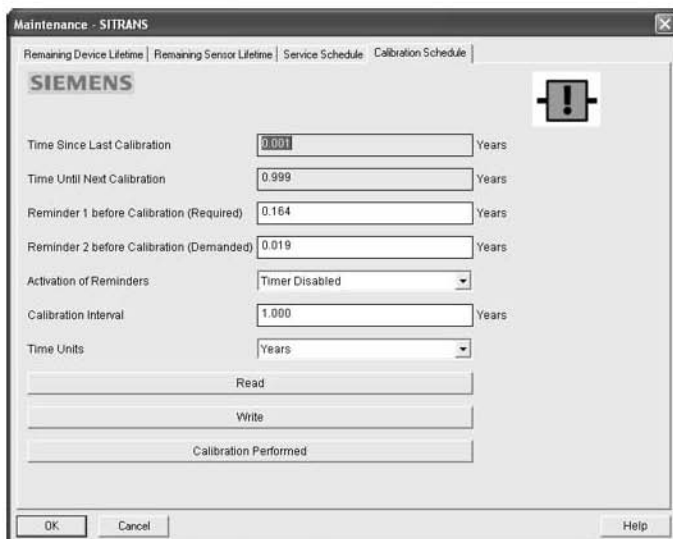 Maintenance - SITRANS
Remaining Device Lifetime Remaining Sensor Lifetime Service Schedule Calibration Schedule
SIEMENS
!
Time Since Last Calibration 0.001 Years
Time Until Next Calibration 0.999 Years
Reminder 1 before Calibration (Required) 0.164 Years
Reminder 2 before Calibration (Demanded) 0.019 Years
Activation of Reminders Timer Disabled
Calibration Interval 1.000 Years
Time Units Years
Read
Write
Calibration Performed
OK Cancel Help